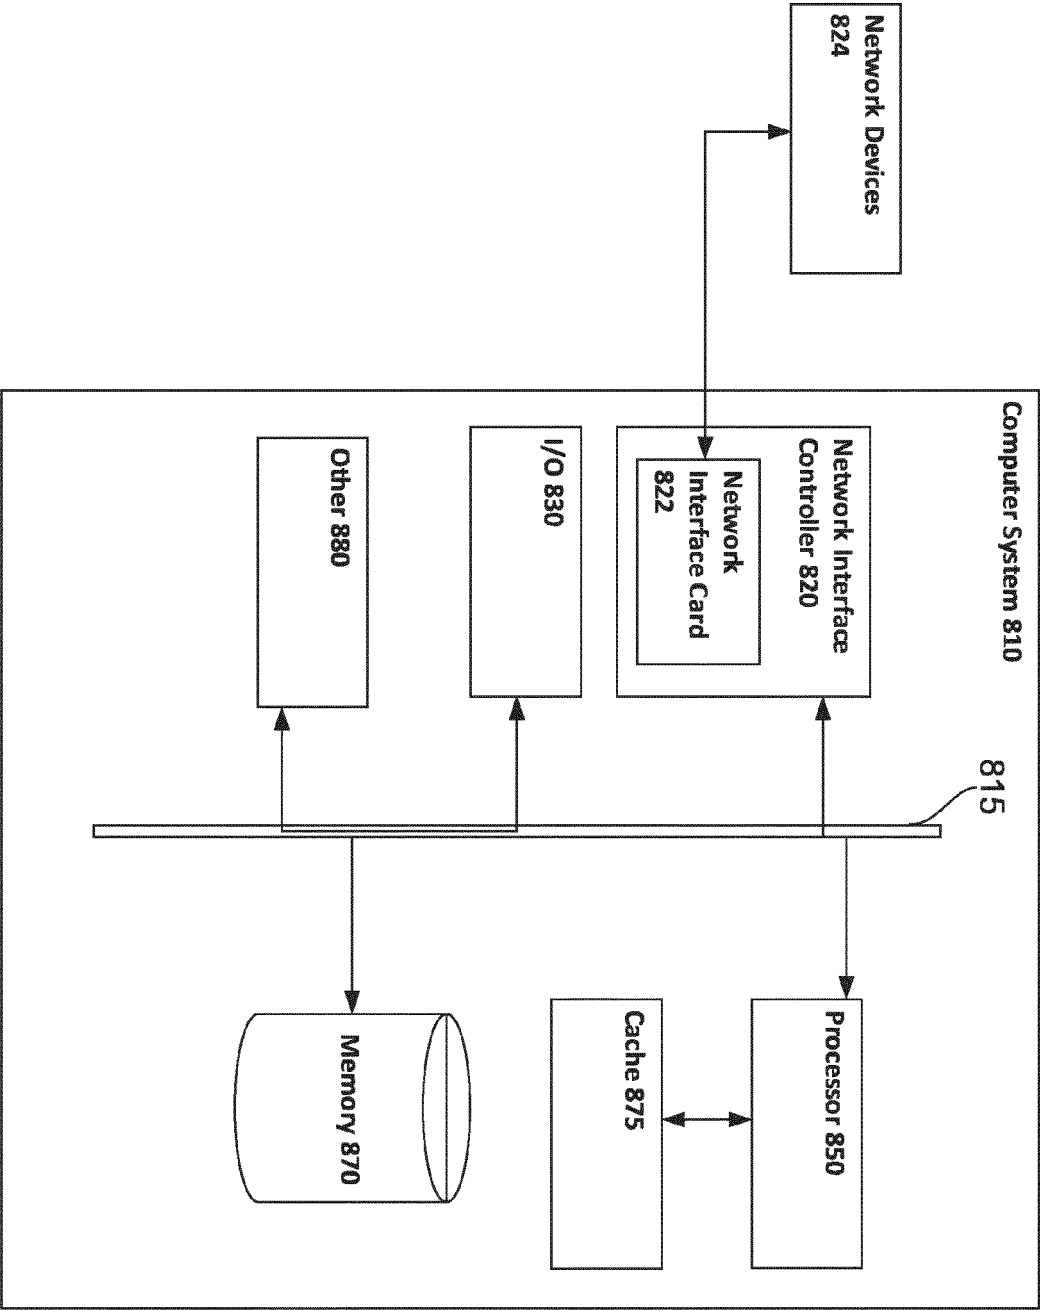 Computer System 810
Network Devices
824
Network Interface
Controller 820
Network
Interface Card
822
I/O 830
Other 880
815
Processor 850
Cache 875
Memory 870